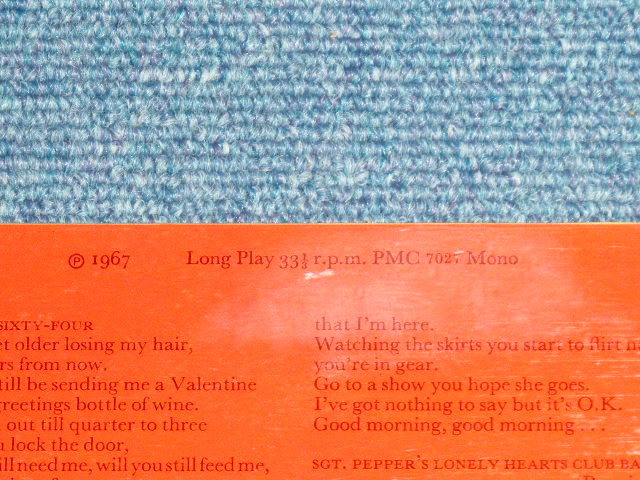 ℗ 1967 Long Play 33⅓ r.p.m. PMC 7027 Mono
SIXTY-FOUR
older losing my hair,
from now.
be sending me a Valentine
bottle of wine.
out till quarter to three
lock the door,
need me, will you still feed me,
that I'm here.
Watching the skirts you start to flirt
you're in gear.
Go to a show you hope she goes.
I've got nothing to say but it's O.K.
Good morning, good morning . . .
SGT. PEPPER'S LONELY HEARTS CLUB